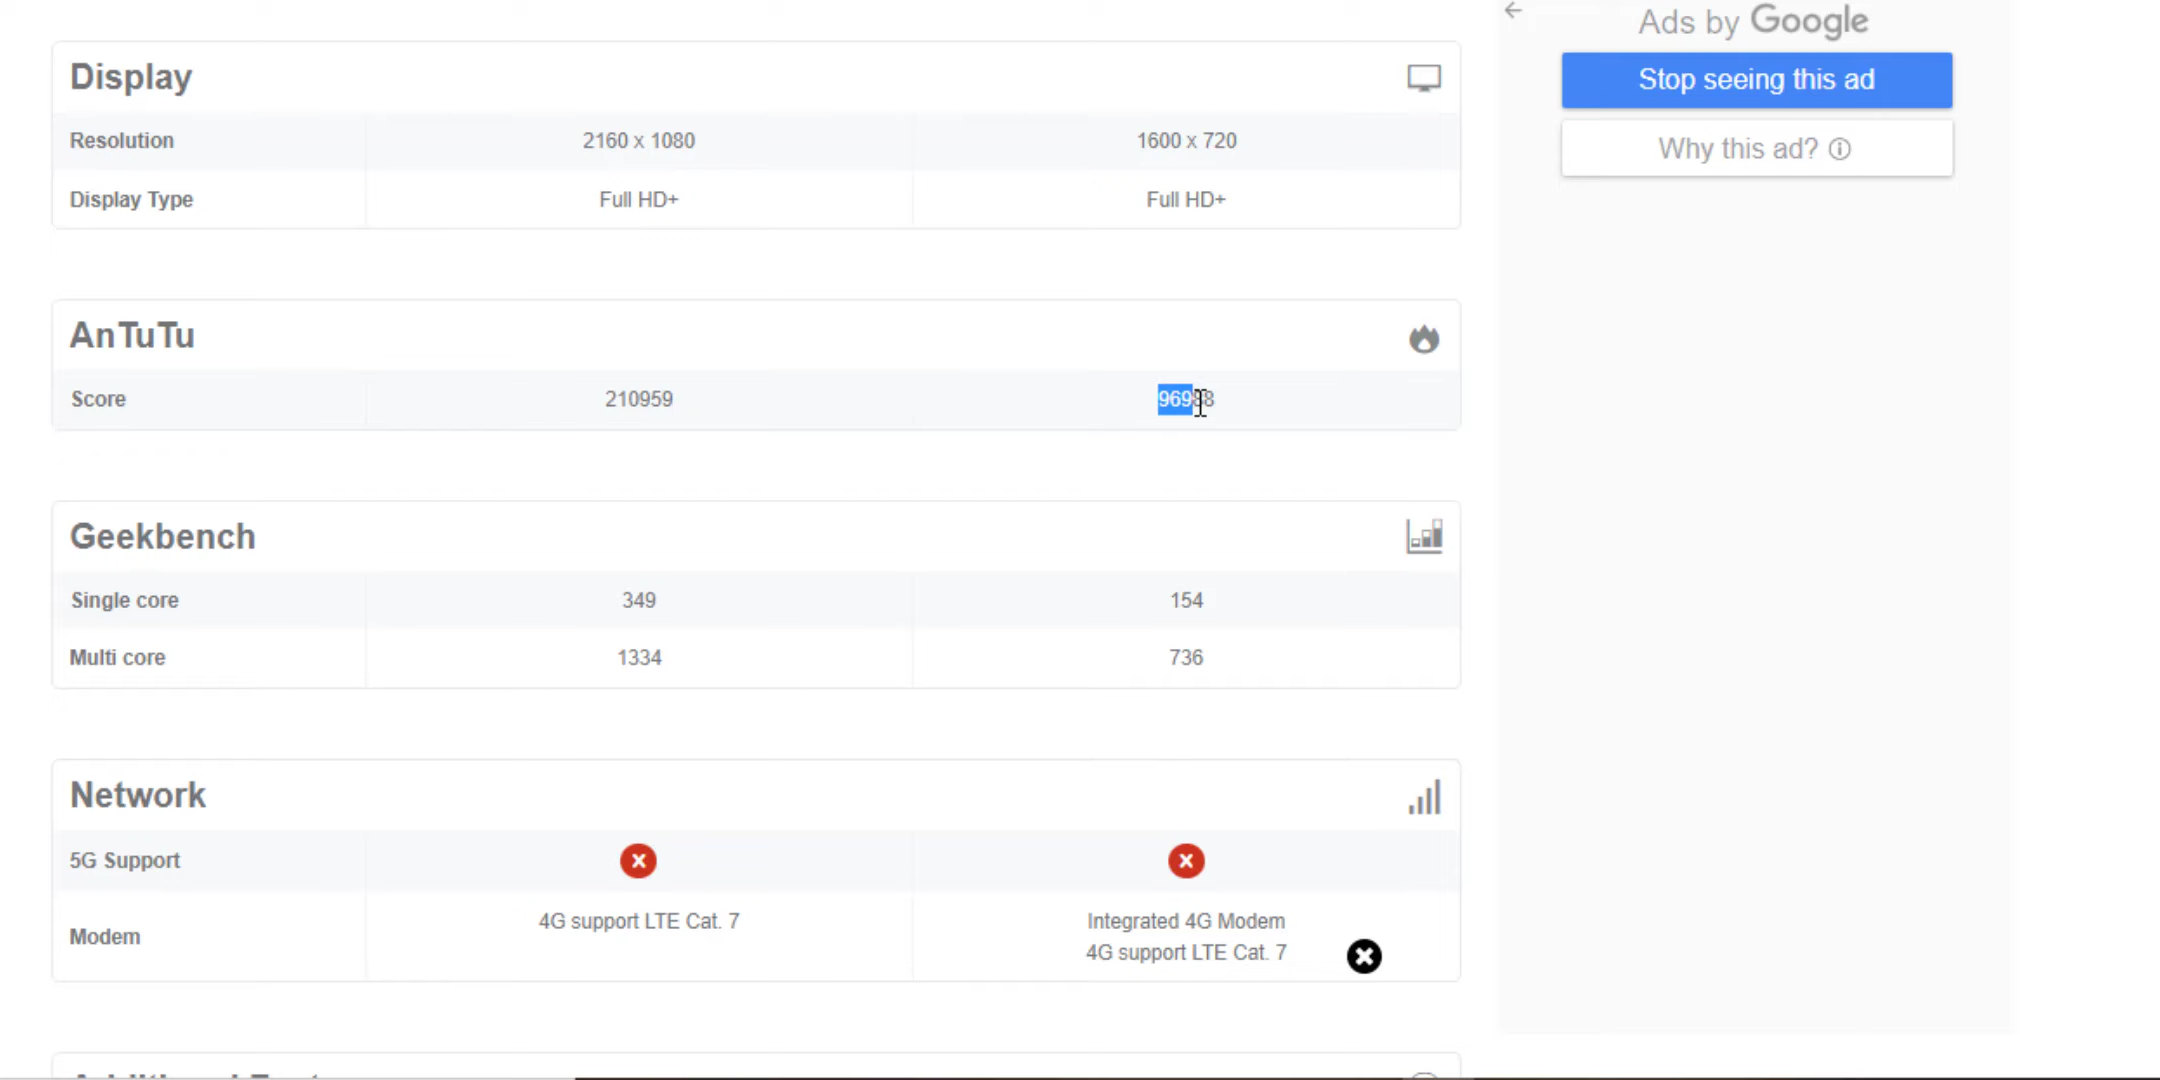 Ads by Google
Stop seeing this ad
Why this ad?
Display
Resolution 2160 x 1080 1600 x 720
Display Type Full HD+ Full HD+
AnTuTu
Score 210959 96988
Geekbench
Single core 349 154
Multi core 1334 736
Network
5G Support
Modem 4G support LTE Cat. 7 Integrated 4G Modem
4G support LTE Cat. 7